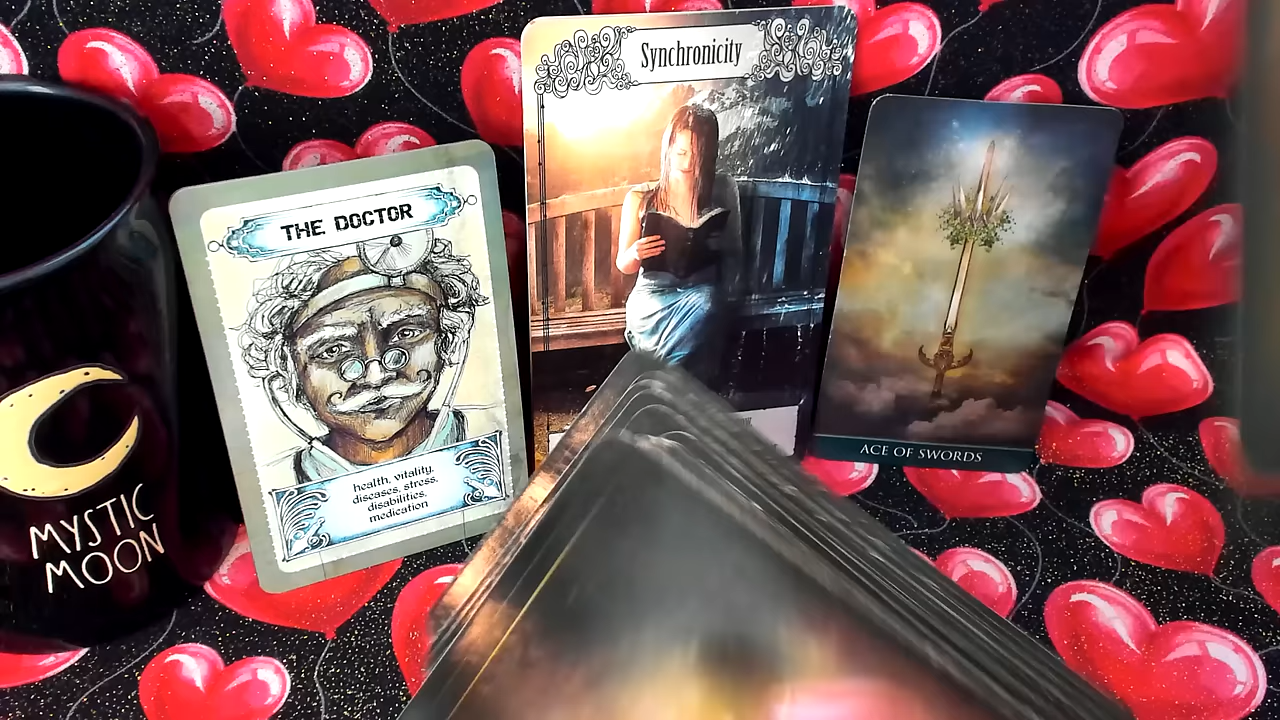 Synchronicity
THE DOCTOR
health, vitality,
diseases, stress,
disabilities,
medication
ACE OF SWORDS
MYSTIC
MOON